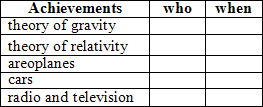 Achievements who when
theory of gravity
theory of relativity
areoplanes
cars
radio and television